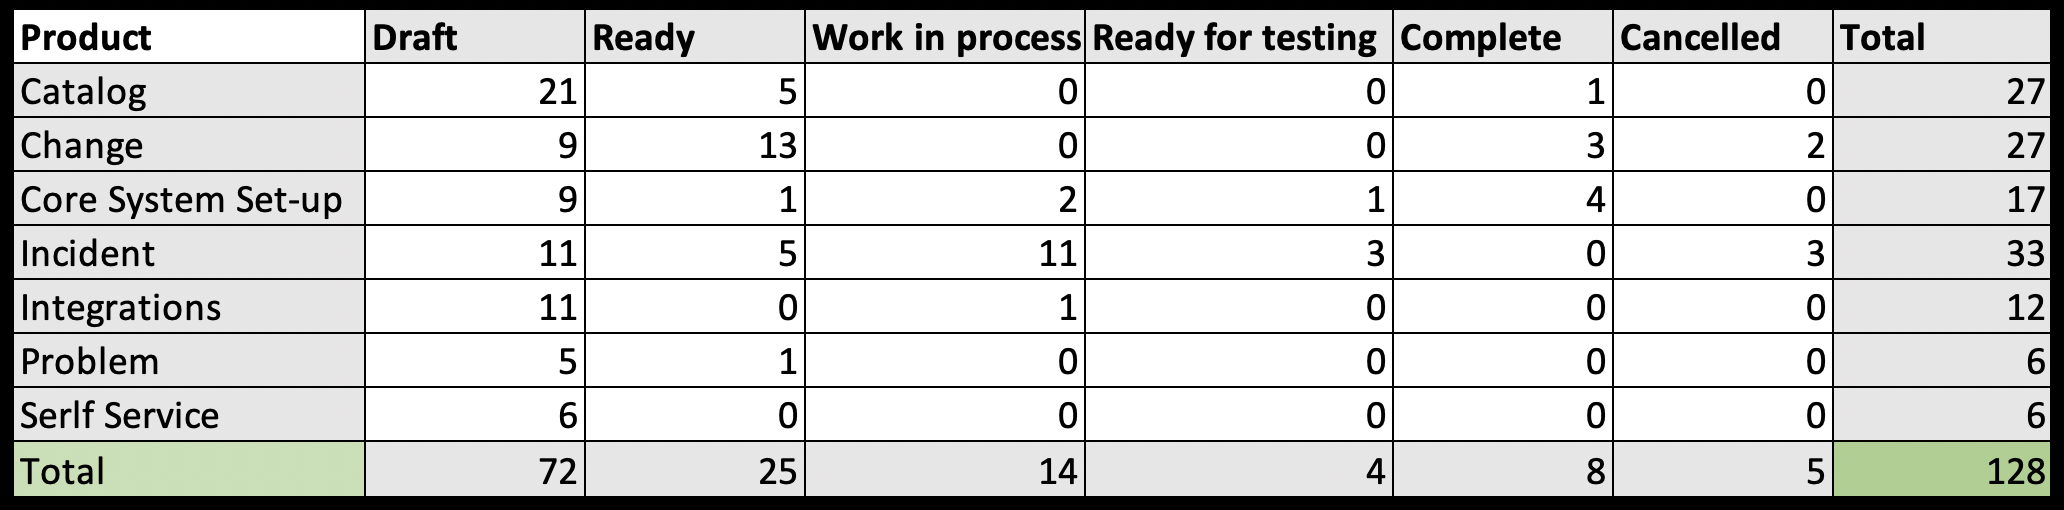 Product Draft Ready Work in process Ready for testing Complete Cancelled Total
Catalog 21 5 0 0 1 0 27
Change 9 13 0 0 3 2 27
Core System Set-up 9 1 2 1 4 0 17
Incident 11 5 11 3 0 3 33
Integrations 11 0 1 0 0 0 12
Problem 5 1 0 0 0 0 6
Serlf Service 6 0 0 0 0 0 6
Total 72 25 14 4 8 5 128